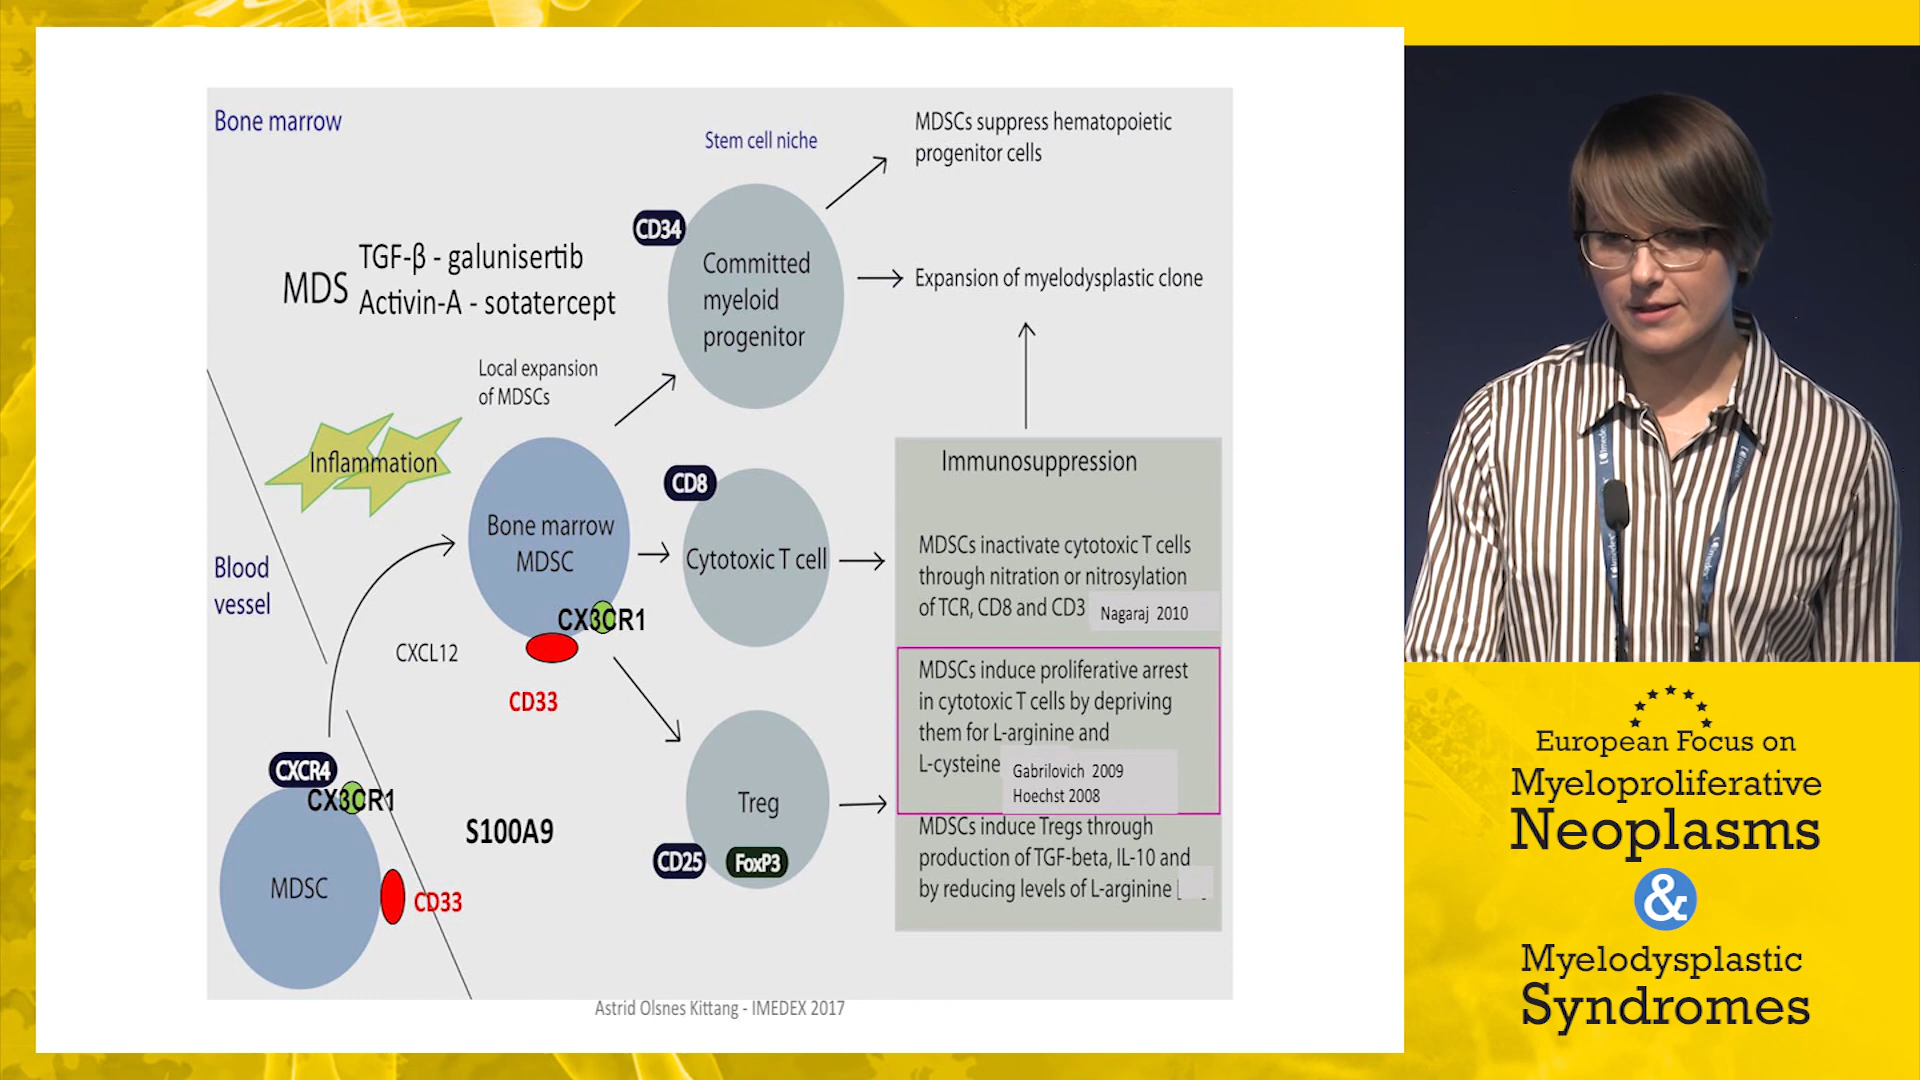 Bone marrow
Stem cell niche
MDSCs suppress hematopoietic
progenitor cells
CD34
MDS
TGF-β - galunisertib
Activin-A - sotatercept
Committed
myeloid
progenitor
Expansion of myelodysplastic clone
Local expansion
of MDSCs
Inflammation
Bone marrow
MDSC
CD8
Cytotoxic T cell
Immunosuppression
MDSCs inactivate cytotoxic T cells
through nitration or nitrosylation
of TCR, CD8 and CD3
Nagaraj 2010
Blood
vessel
CX3CR1
CXCL12
CD33
MDSCs induce proliferative arrest
in cytotoxic T cells by depriving
them for L-arginine and
L-cysteine
Gabrilovich 2009
Hoechst 2008
CXCR4
CX3CR1
S100A9
Treg
CD25
FoxP3
MDSC
CD33
MDSCs induce Tregs through
production of TGF-beta, IL-10 and
by reducing levels of L-arginine [
Astrid Olsnes Kittang - IMEDEX 2017
European Focus on
Myeloproliferative
Neoplasms
&
Myelodysplastic
Syndromes